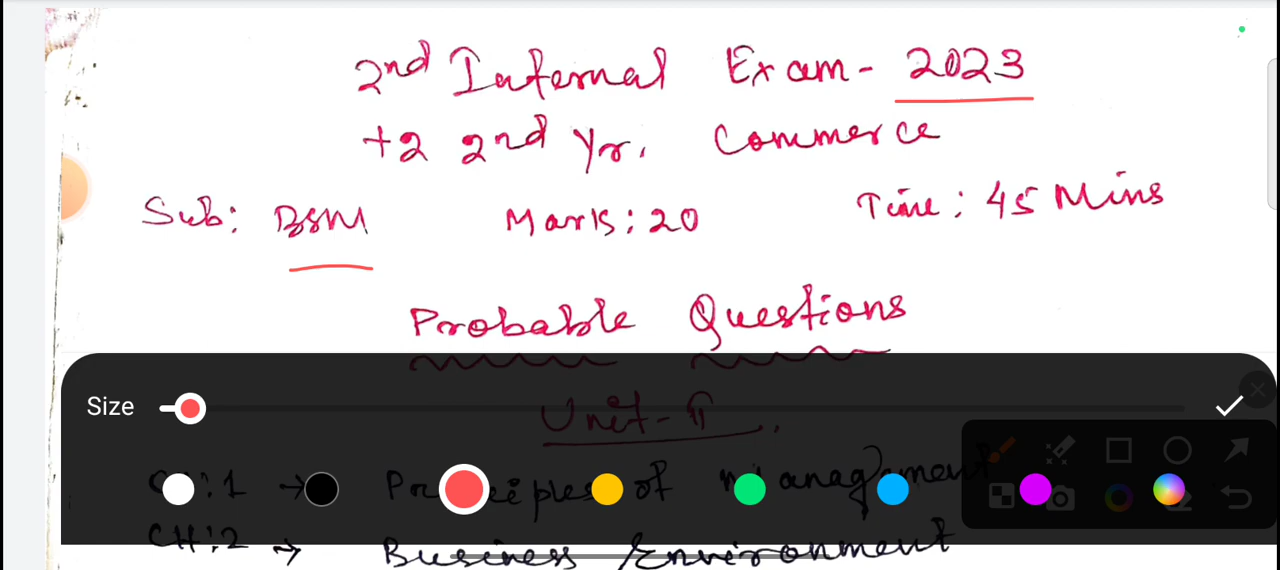 2nd Internal Exam - 2023
+2 2nd Yr. Commerce
Sub: BSM Marks: 20 Time: 45 Mins
Probable Questions
Size
Unit - II
CH:1 → Principles of Management
CH:2 → Business Environment